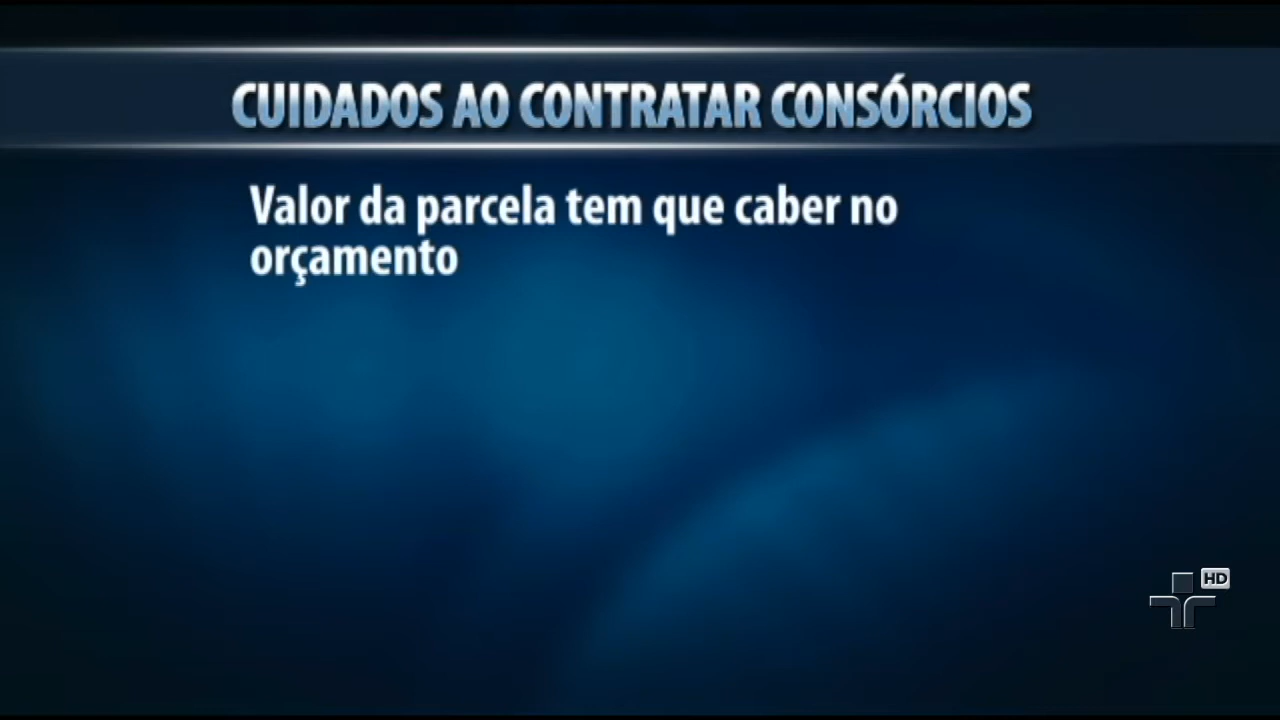 CUIDADOS AO CONTRATAR CONSÓRCIOS
Valor da parcela tem que caber no
orçamento
HD